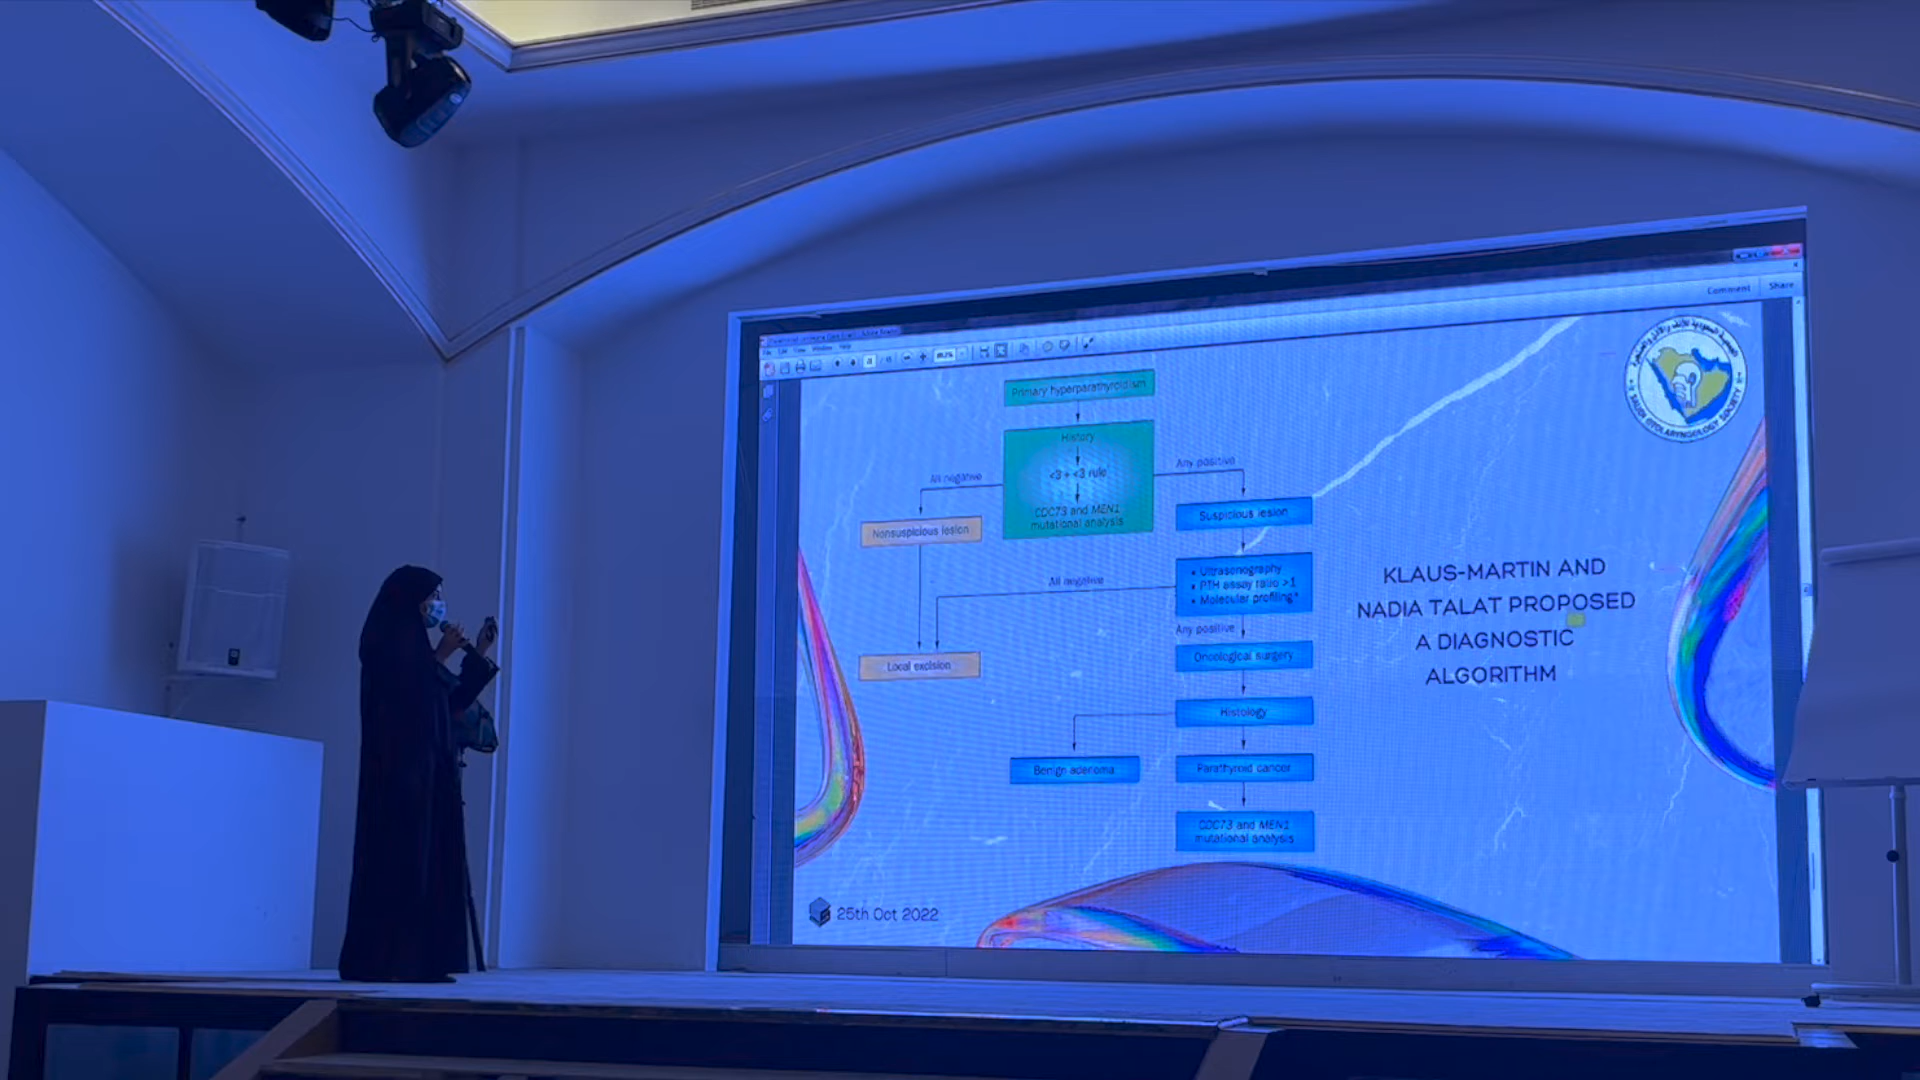 Comment Share
Primary hyperparathyroidism
History
<3 + <3 rule
CDC73 and MEN1
mutational analysis
All negative
Any positive
Nonsuspicious lesion
Suspicious lesion
• Ultrasonography
• PTH assay ratio >1
• Molecular profiling*
All negative
Any positive
Local excision
Oncological surgery
Histology
Benign adenoma
Parathyroid cancer
CDC73 and MEN1
mutational analysis
KLAUS-MARTIN AND
NADIA TALAT PROPOSED
A DIAGNOSTIC
ALGORITHM
SAUDI OTOLARYNGOLOGY SOCIETY
25th Oct 2022